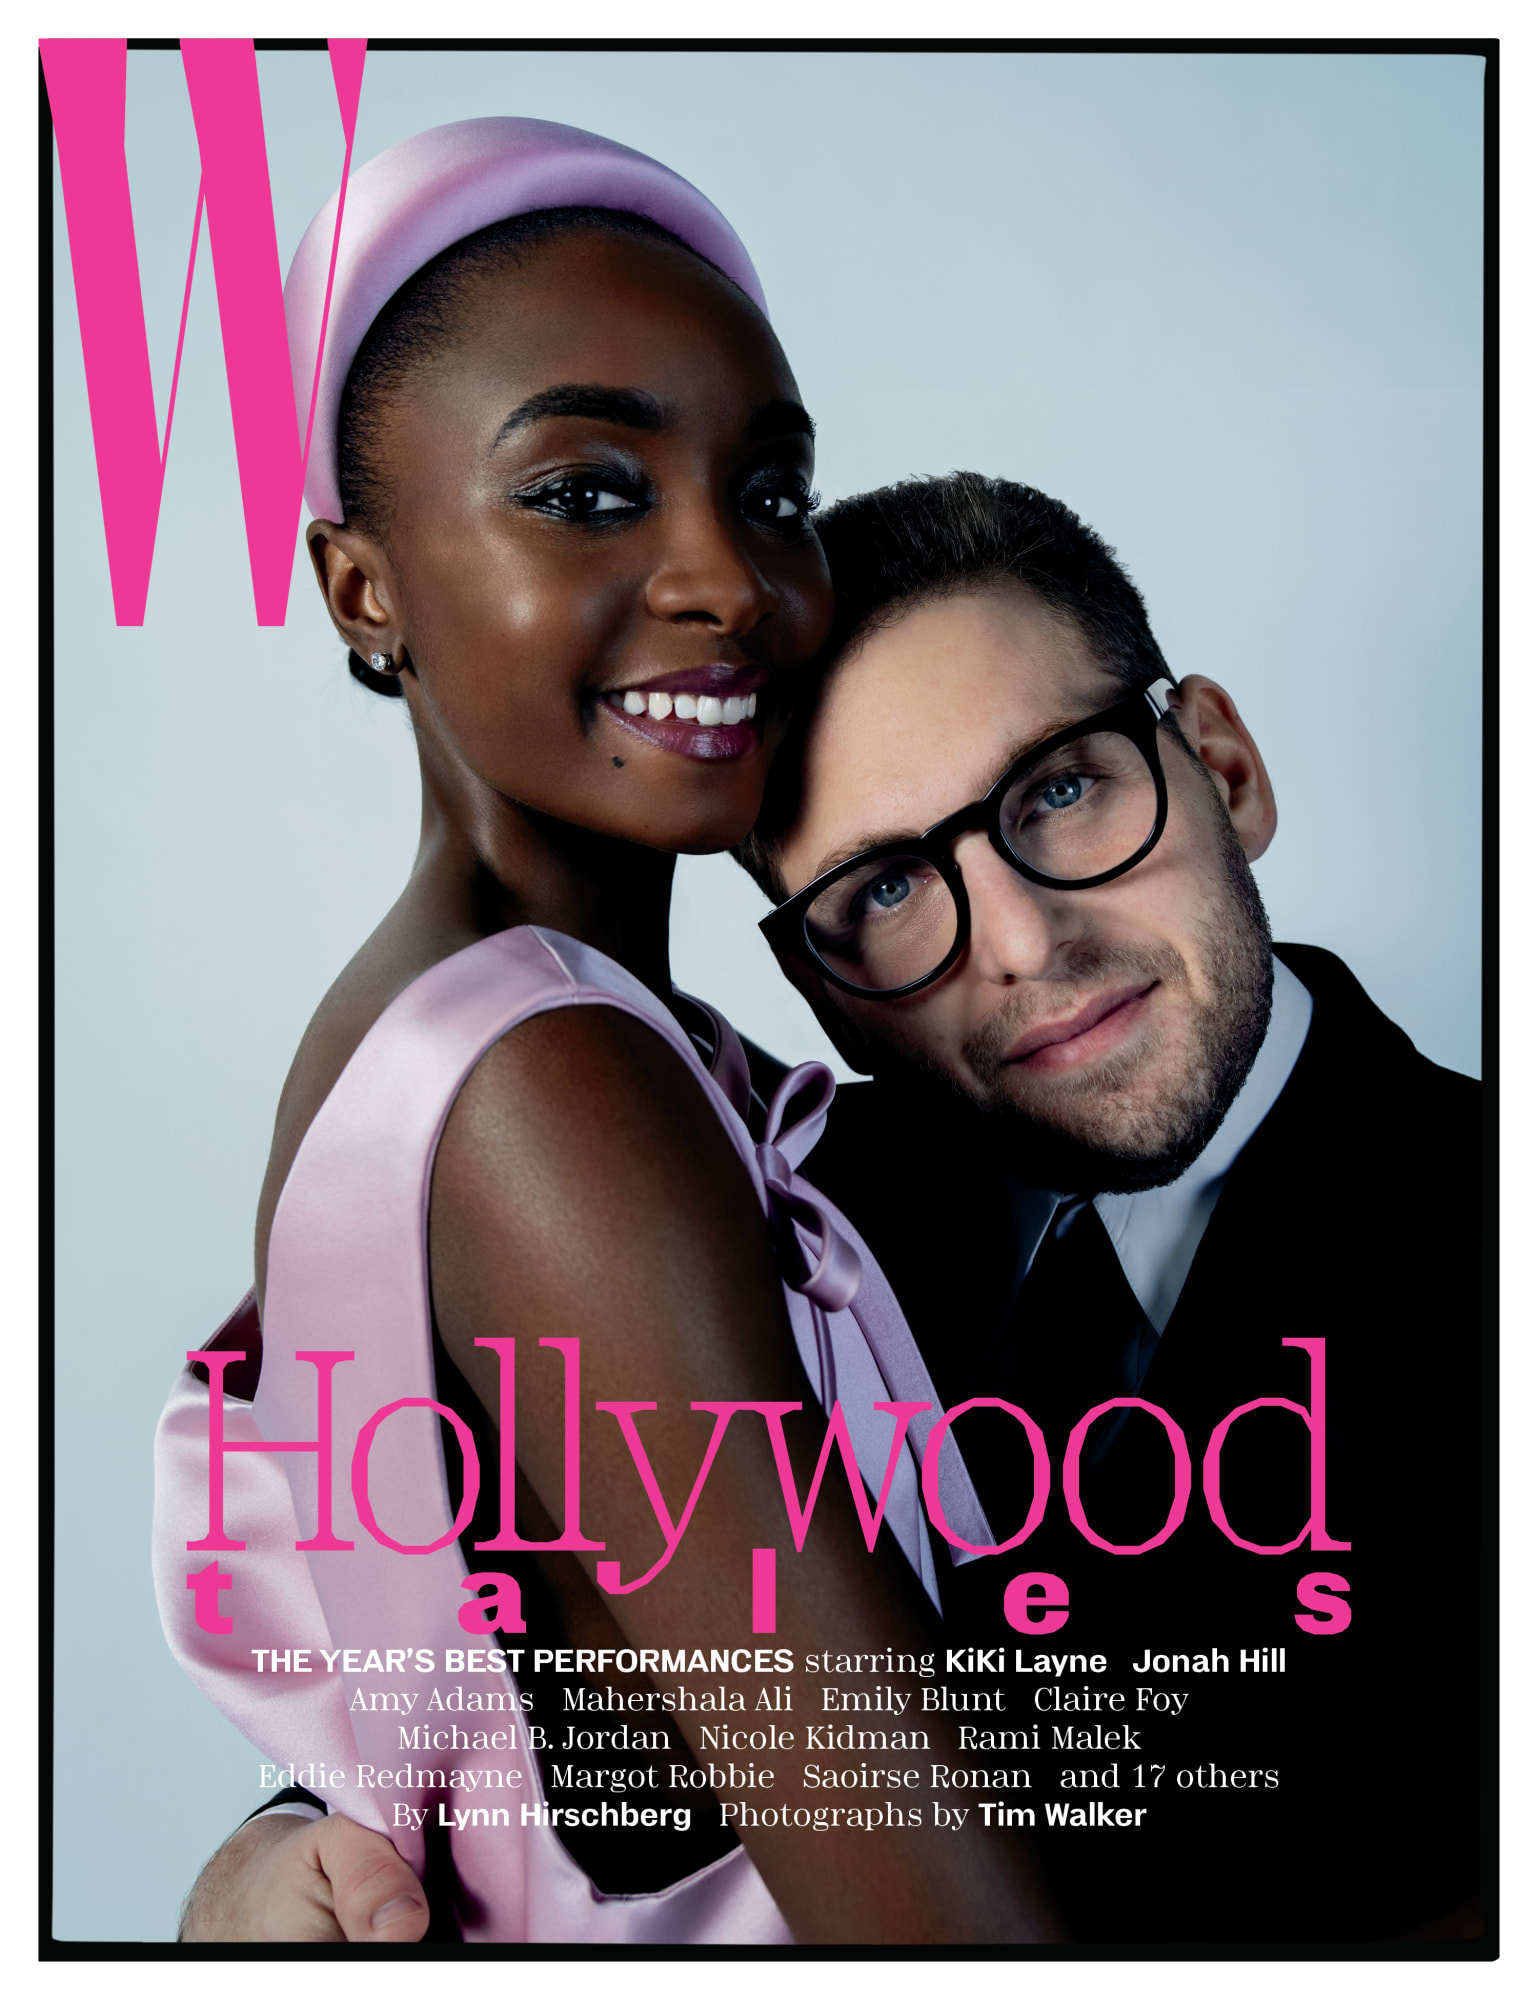 W
Hollywood
tales
THE YEAR’S BEST PERFORMANCES starring KiKi Layne Jonah Hill
Amy Adams Mahershala Ali Emily Blunt Claire Foy
Michael B. Jordan Nicole Kidman Rami Malek
Eddie Redmayne Margot Robbie Saoirse Ronan and 17 others
By Lynn Hirschberg Photographs by Tim Walker